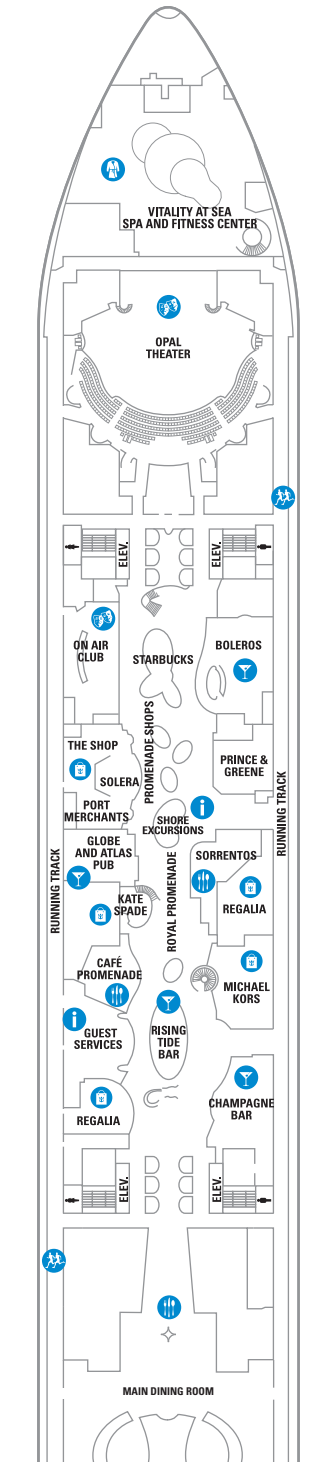 VITALITY AT SEA
SPA AND FITNESS CENTER
OPAL
THEATER
ELEV.
ELEV.
ON AIR
CLUB
STARBUCKS
BOLEROS
PROMENADE SHOPS
THE SHOP
SOLERA
PORT
MERCHANTS
PRINCE &
GREENE
SHORE
EXCURSIONS
RUNNING TRACK
GLOBE
AND ATLAS
PUB
SORRENTOS
RUNNING TRACK
ROYAL PROMENADE
KATE
SPADE
REGALIA
CAFÉ
PROMENADE
MICHAEL
KORS
GUEST
SERVICES
RISING
TIDE
BAR
REGALIA
CHAMPAGNE
BAR
ELEV.
ELEV.
MAIN DINING ROOM